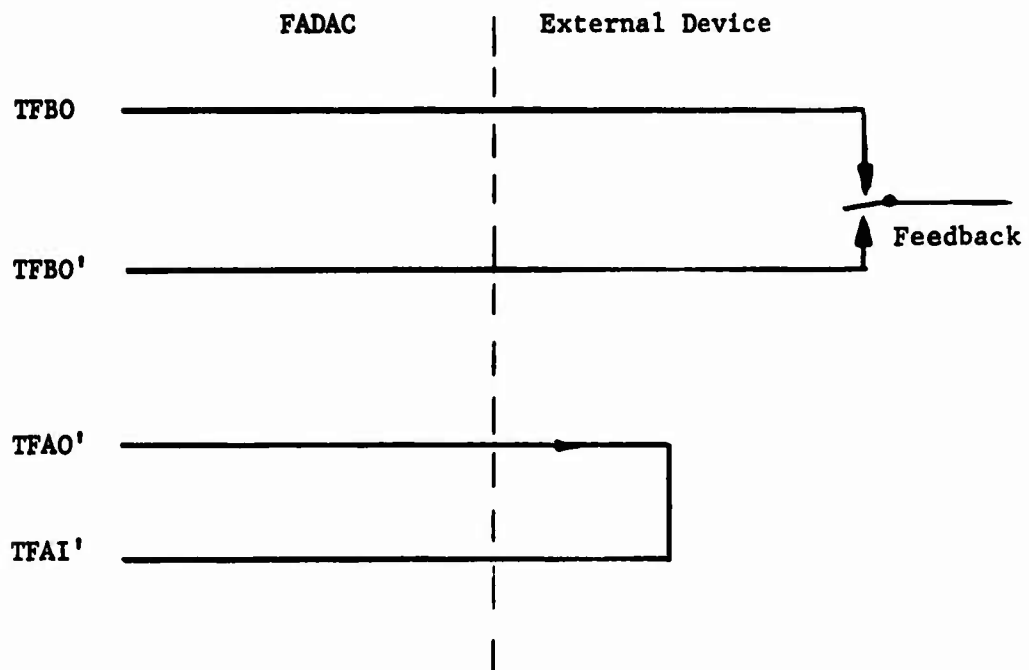 FADAC
External Device
TFBO
TFBO'
Feedback
TFAO'
TFAI'